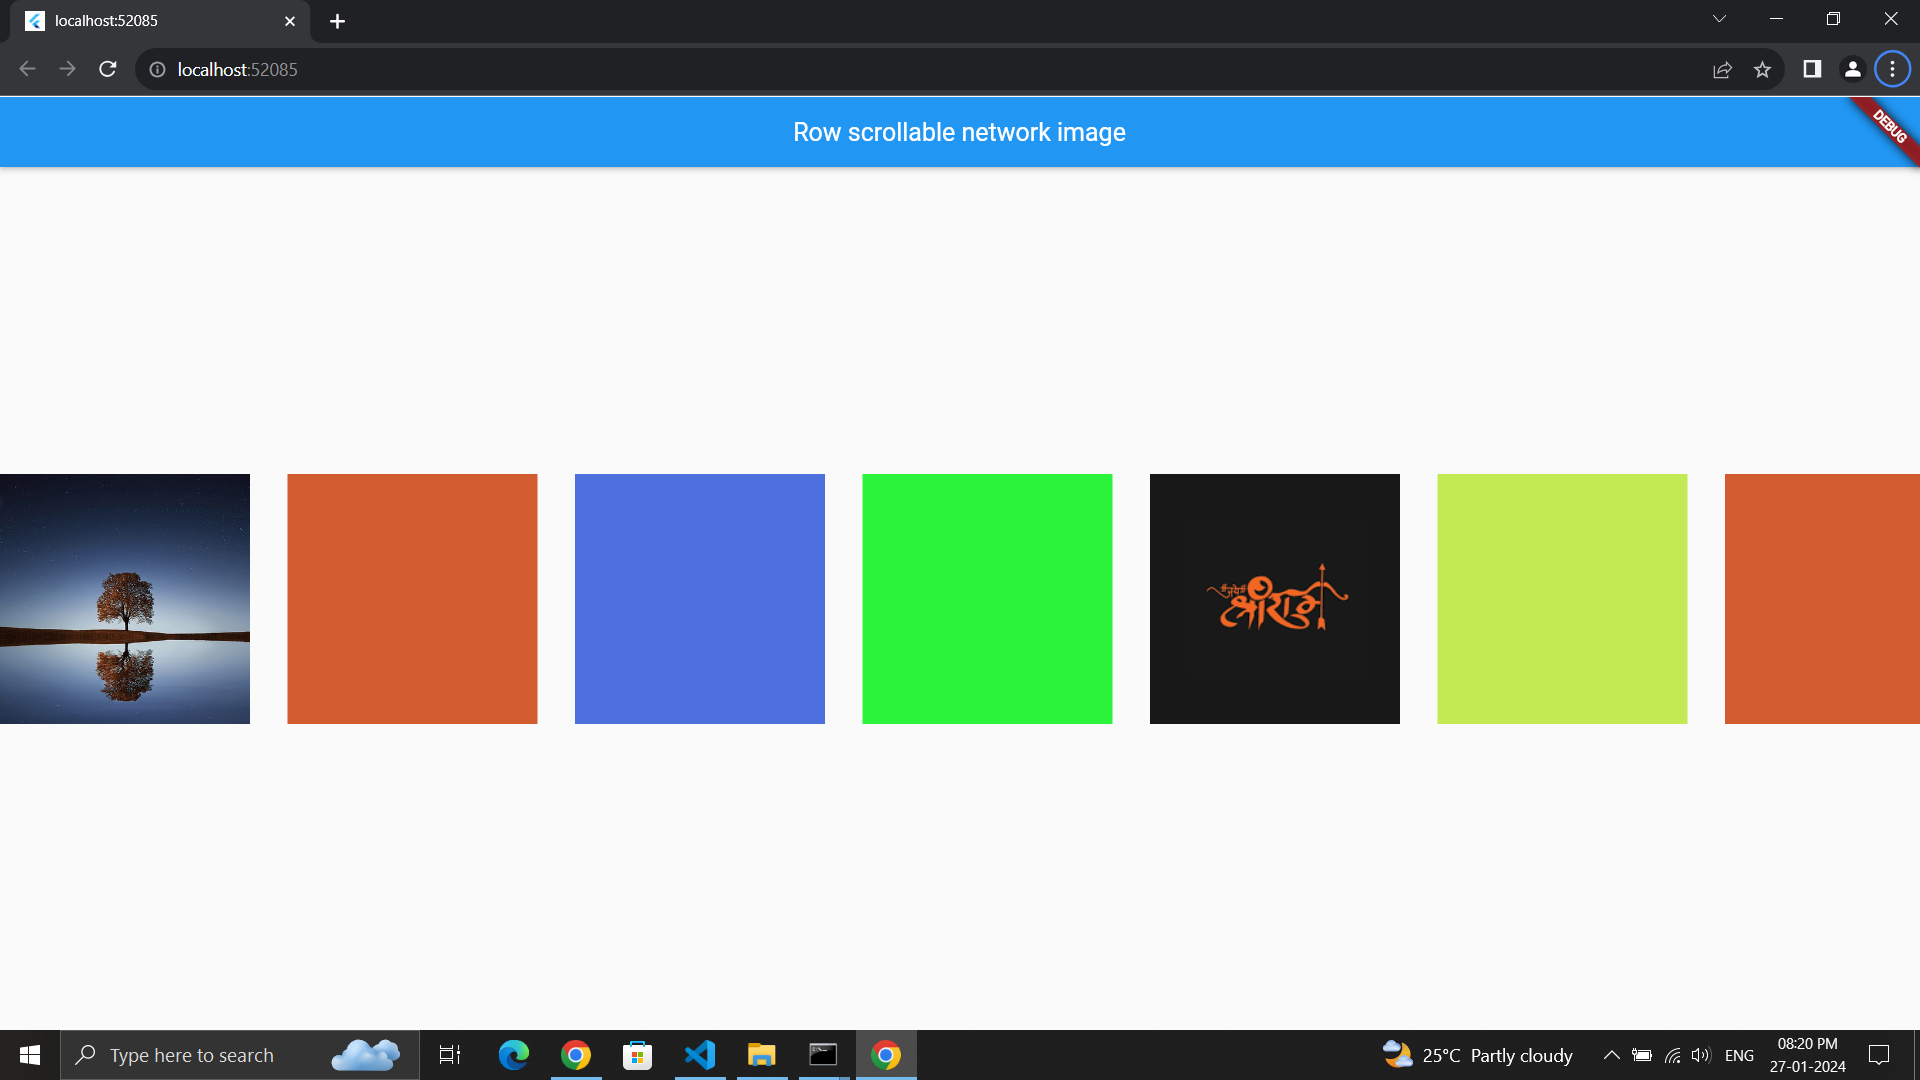 localhost:52085
localhost:52085
Row scrollable network image
DEBUG
॥जय॥
श्रीराम
Type here to search
25°C Partly cloudy
ENG
08:20 PM
27-01-2024